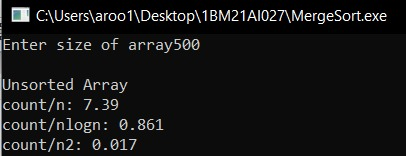 C:\Users\aroo1\Desktop\1BM21AI027\MergeSort.exe
Enter size of array500
Unsorted Array
count/n: 7.39
count/nlogn: 0.861
count/n2: 0.017